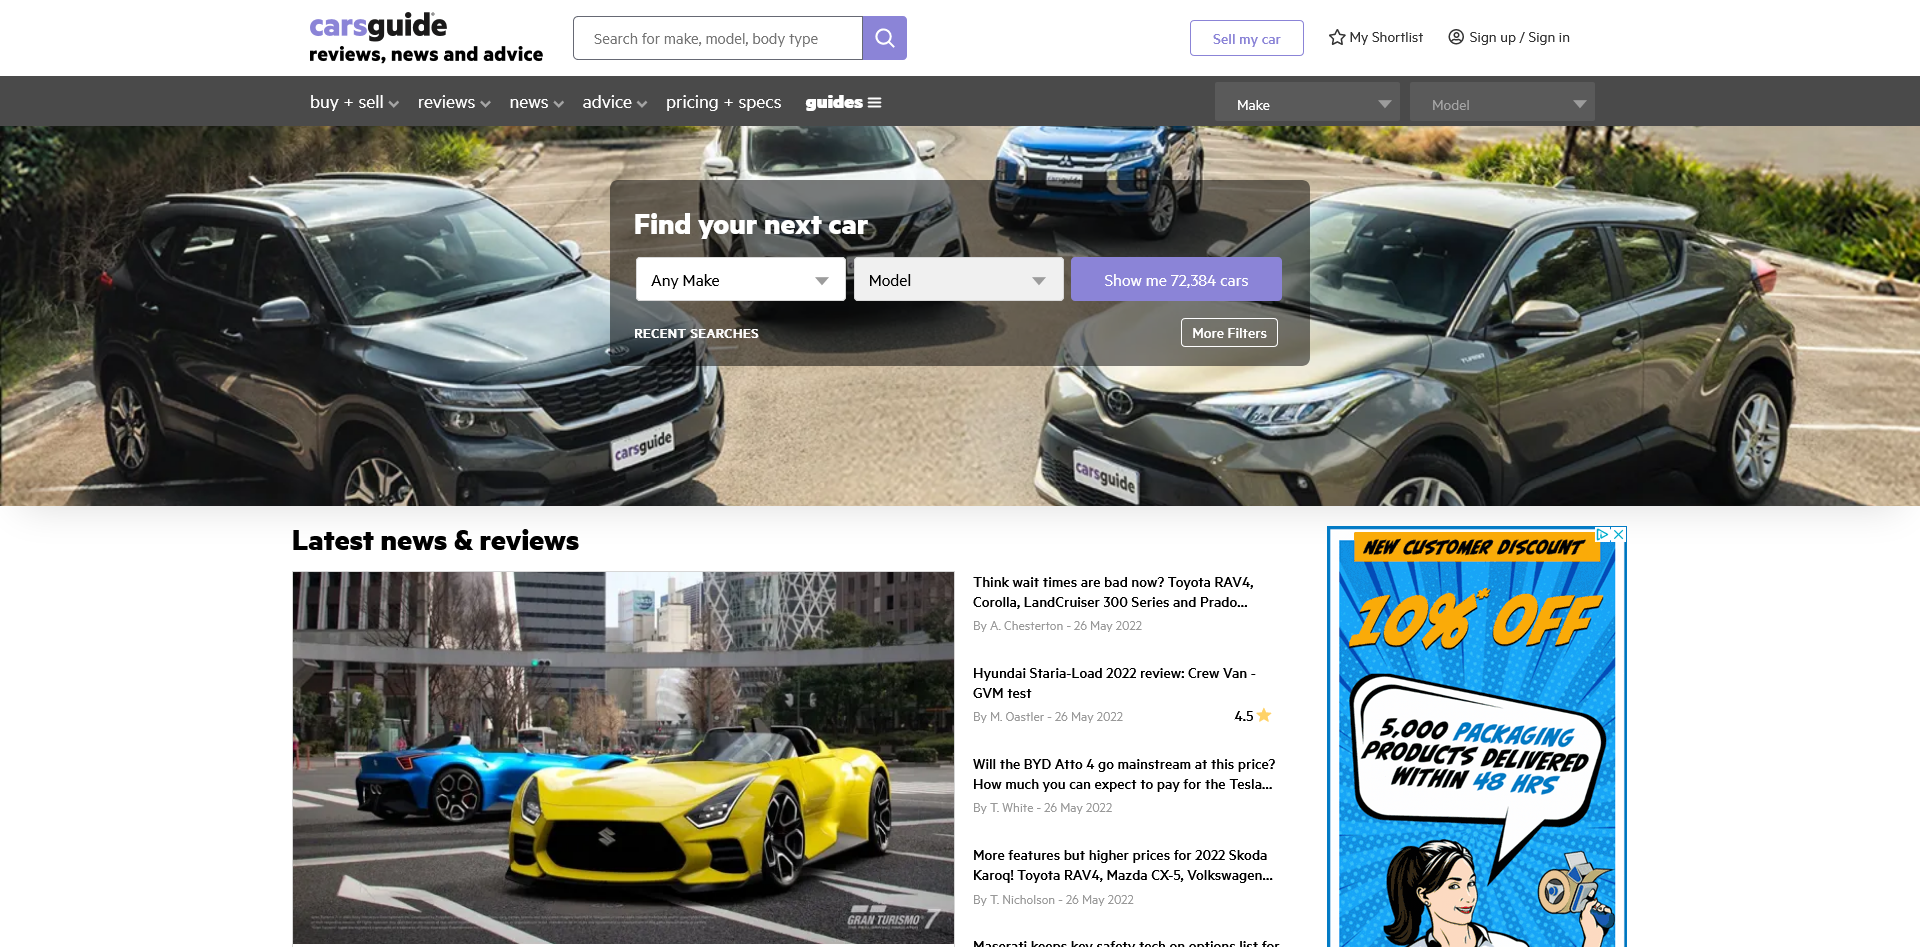 carsguide
reviews, news and advice
Search for make, model, body type
Sell my car
My Shortlist
Sign up / Sign in
buy + sell
reviews
news
advice
pricing + specs
guides
Make
Model
carsguide
Find your next car
Any Make
Model
Show me 72,384 cars
RECENT SEARCHES
More Filters
KIA
TURBO
carsguide
carsguide
Latest news & reviews
Think wait times are bad now? Toyota RAV4,
Corolla, LandCruiser 300 Series and Prado...
By A. Chesterton - 26 May 2022
Hyundai Staria-Load 2022 review: Crew Van -
GVM test
By M. Oastler - 26 May 2022
4.5
Will the BYD Atto 4 go mainstream at this price?
How much you can expect to pay for the Tesla...
By T. White - 26 May 2022
More features but higher prices for 2022 Skoda
Karoq! Toyota RAV4, Mazda CX-5, Volkswagen...
By T. Nicholson - 26 May 2022
Maserati keeps key safety tech on options list for
GRAN TURISMO 7
NEW CUSTOMER DISCOUNT
10%* OFF
5,000 PACKAGING
PRODUCTS DELIVERED
WITHIN 48 HRS